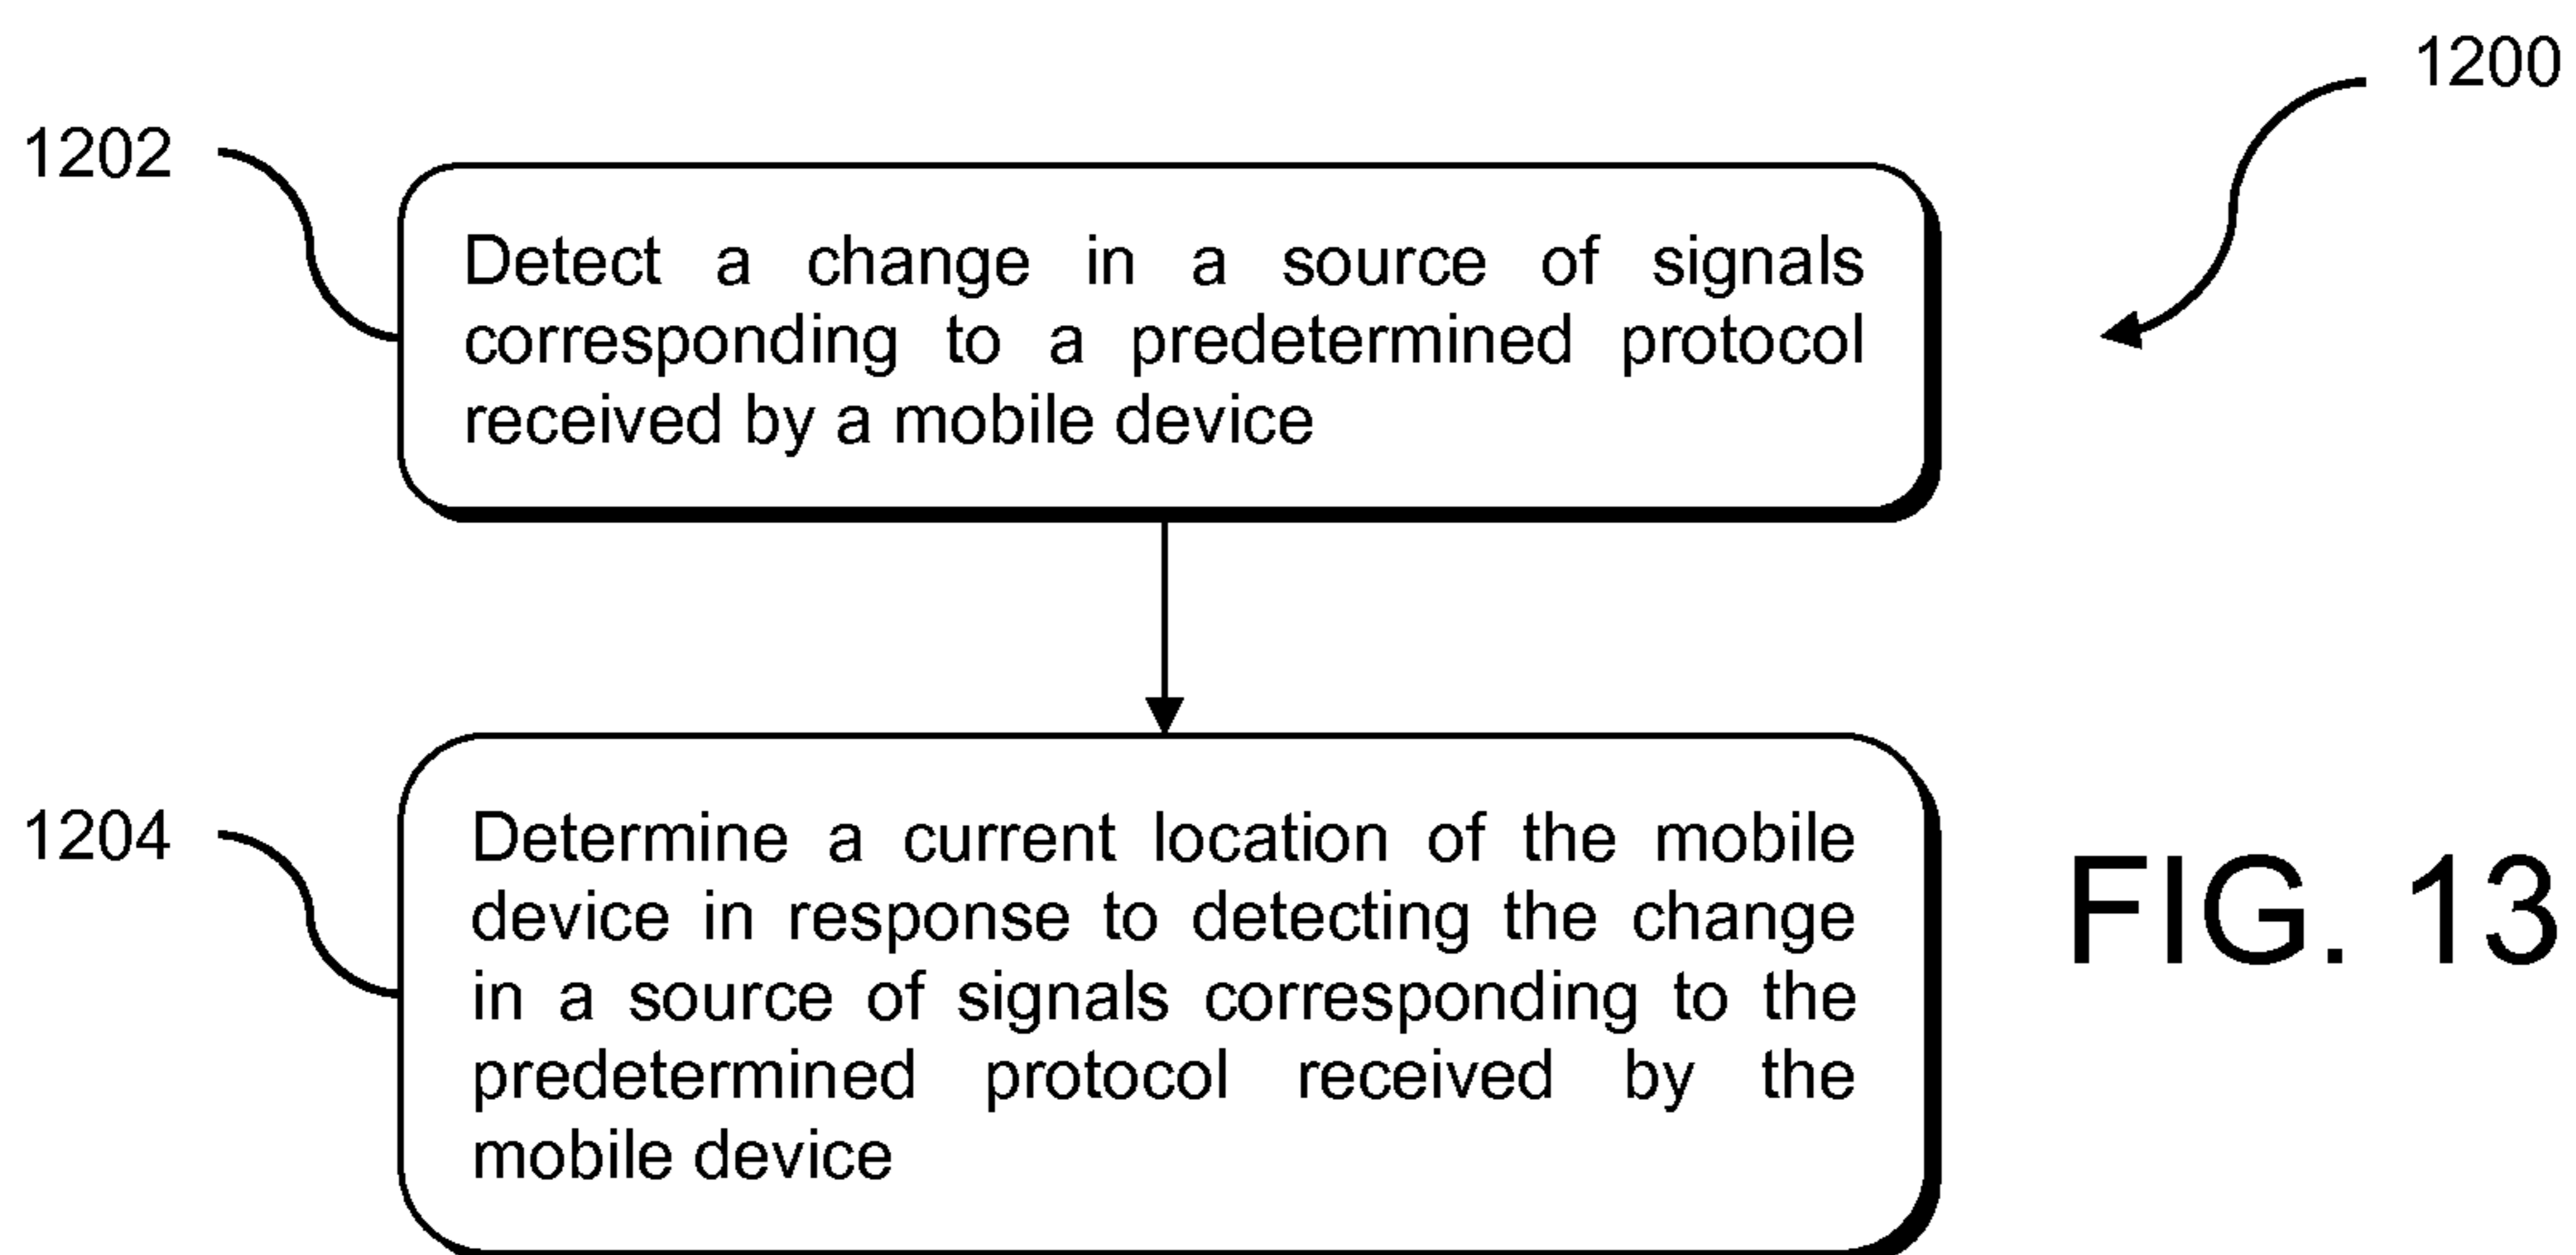 1200
1202
Detect a change in a source of signals
corresponding to a predetermined protocol
received by a mobile device
1204
Determine a current location of the mobile
device in response to detecting the change
in a source of signals corresponding to the
predetermined protocol received by the
mobile device
FIG. 13